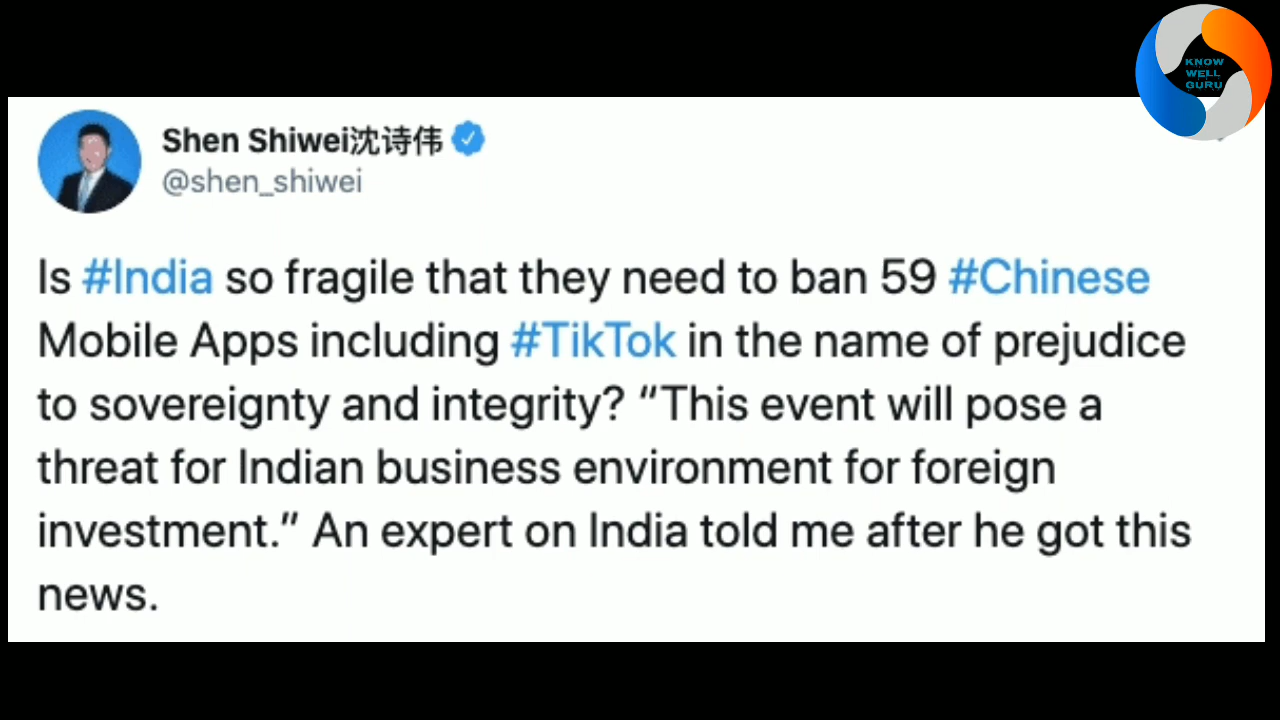 KNOW
WELL
GURU
Shen Shiwei沈诗伟
@shen_shiwei
Is #India so fragile that they need to ban 59 #Chinese
Mobile Apps including #TikTok in the name of prejudice
to sovereignty and integrity? “This event will pose a
threat for Indian business environment for foreign
investment.” An expert on India told me after he got this
news.